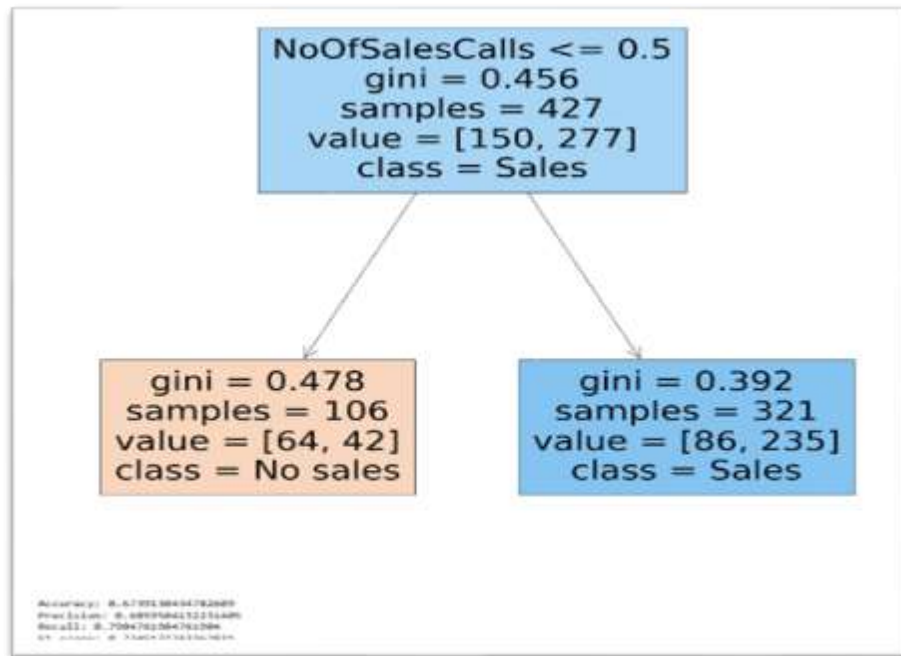 NoOfSalesCalls <= 0.5
gini = 0.456
samples = 427
value = [150, 277]
class = Sales
gini = 0.478
samples = 106
value = [64, 42]
class = No sales
gini = 0.392
samples = 321
value = [86, 235]
class = Sales
Accuracy:
Precision:
Recall: